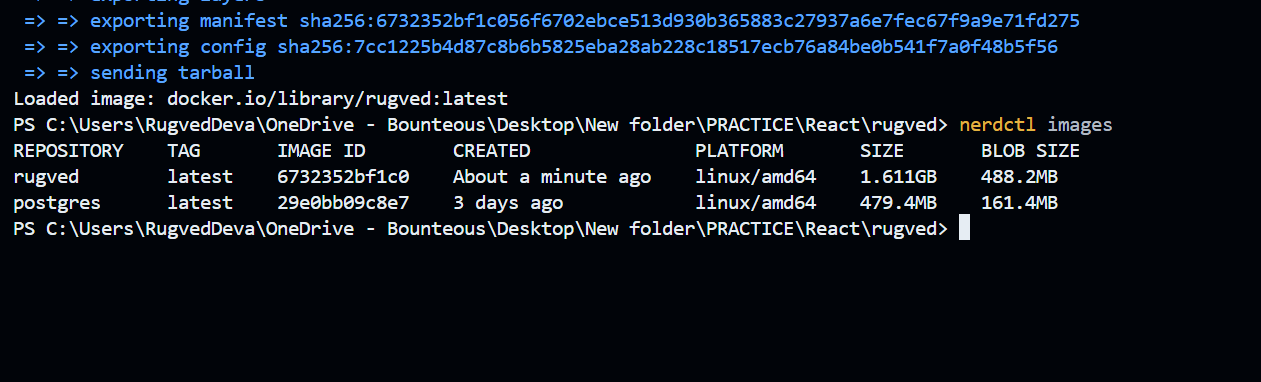 => => exporting layers
=> => exporting manifest sha256:6732352bf1c056f6702ebce513d930b365883c27937a6e7fec67f9a9e71fd275
=> => exporting config sha256:7cc1225b4d87c8b6b5825eba28ab228c18517ecb76a84be0b541f7a0f48b5f56
=> => sending tarball
Loaded image: docker.io/library/rugved:latest
PS C:\Users\RugvedDeva\OneDrive - Bounteous\Desktop\New folder\PRACTICE\React\rugved> nerdctl images
REPOSITORY    TAG       IMAGE ID        CREATED               PLATFORM       SIZE       BLOB SIZE
rugved        latest    6732352bf1c0    About a minute ago    linux/amd64    1.611GB    488.2MB
postgres      latest    29e0bb09c8e7    3 days ago            linux/amd64    479.4MB    161.4MB
PS C:\Users\RugvedDeva\OneDrive - Bounteous\Desktop\New folder\PRACTICE\React\rugved>